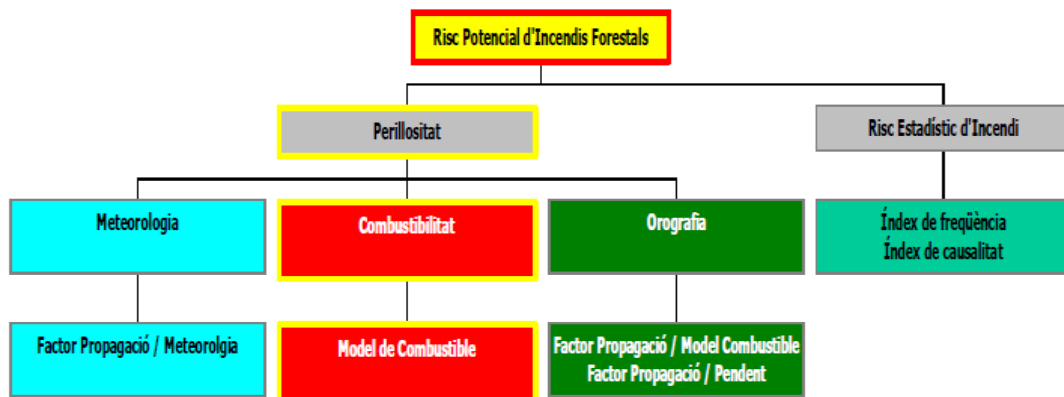 Risc Potencial d'Incendis Forestals
Perillositat
Risc Estadístic d'Incendi
Meteorologia
Combustibilitat
Orografia
Índex de freqüència
Índex de causalitat
Factor Propagació / Meteorolgia
Model de Combustible
Factor Propagació / Model Combustible
Factor Propagació / Pendent